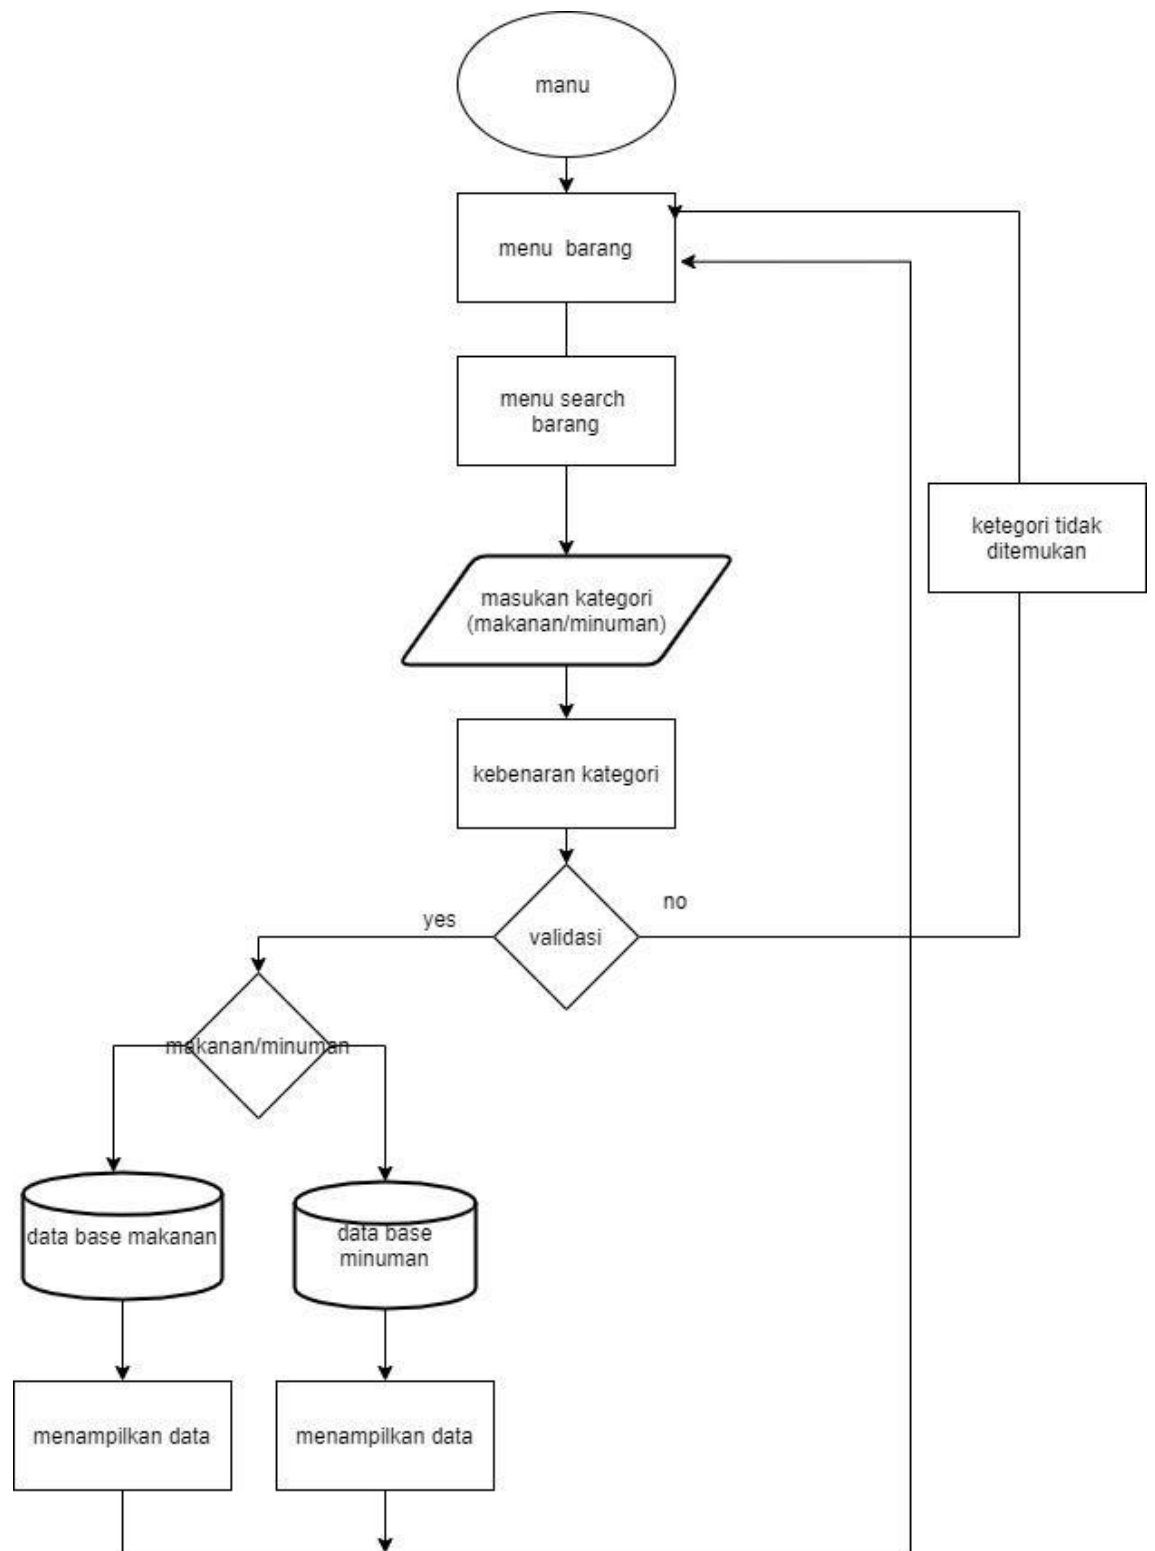 manu
menu  barang
menu search
barang
ketegori tidak
ditemukan
masukan kategori
(makanan/minuman)
kebenaran kategori
no
yes
validasi
makanan/minuman
data base makanan
data base
minuman
menampilkan data
menampilkan data